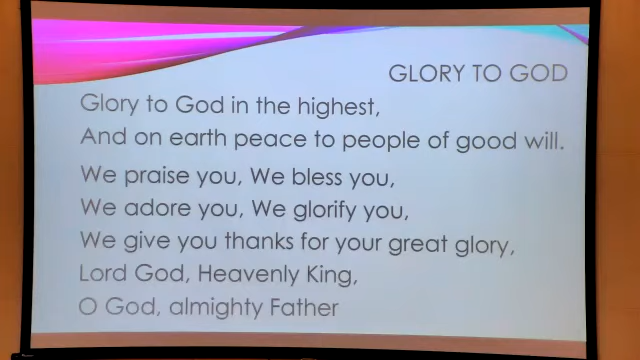 GLORY TO GOD
Glory to God in the highest,
And on earth peace to people of good will.
We praise you, We bless you,
We adore you, We glorify you,
We give you thanks for your great glory,
Lord God, Heavenly King,
O God, almighty Father